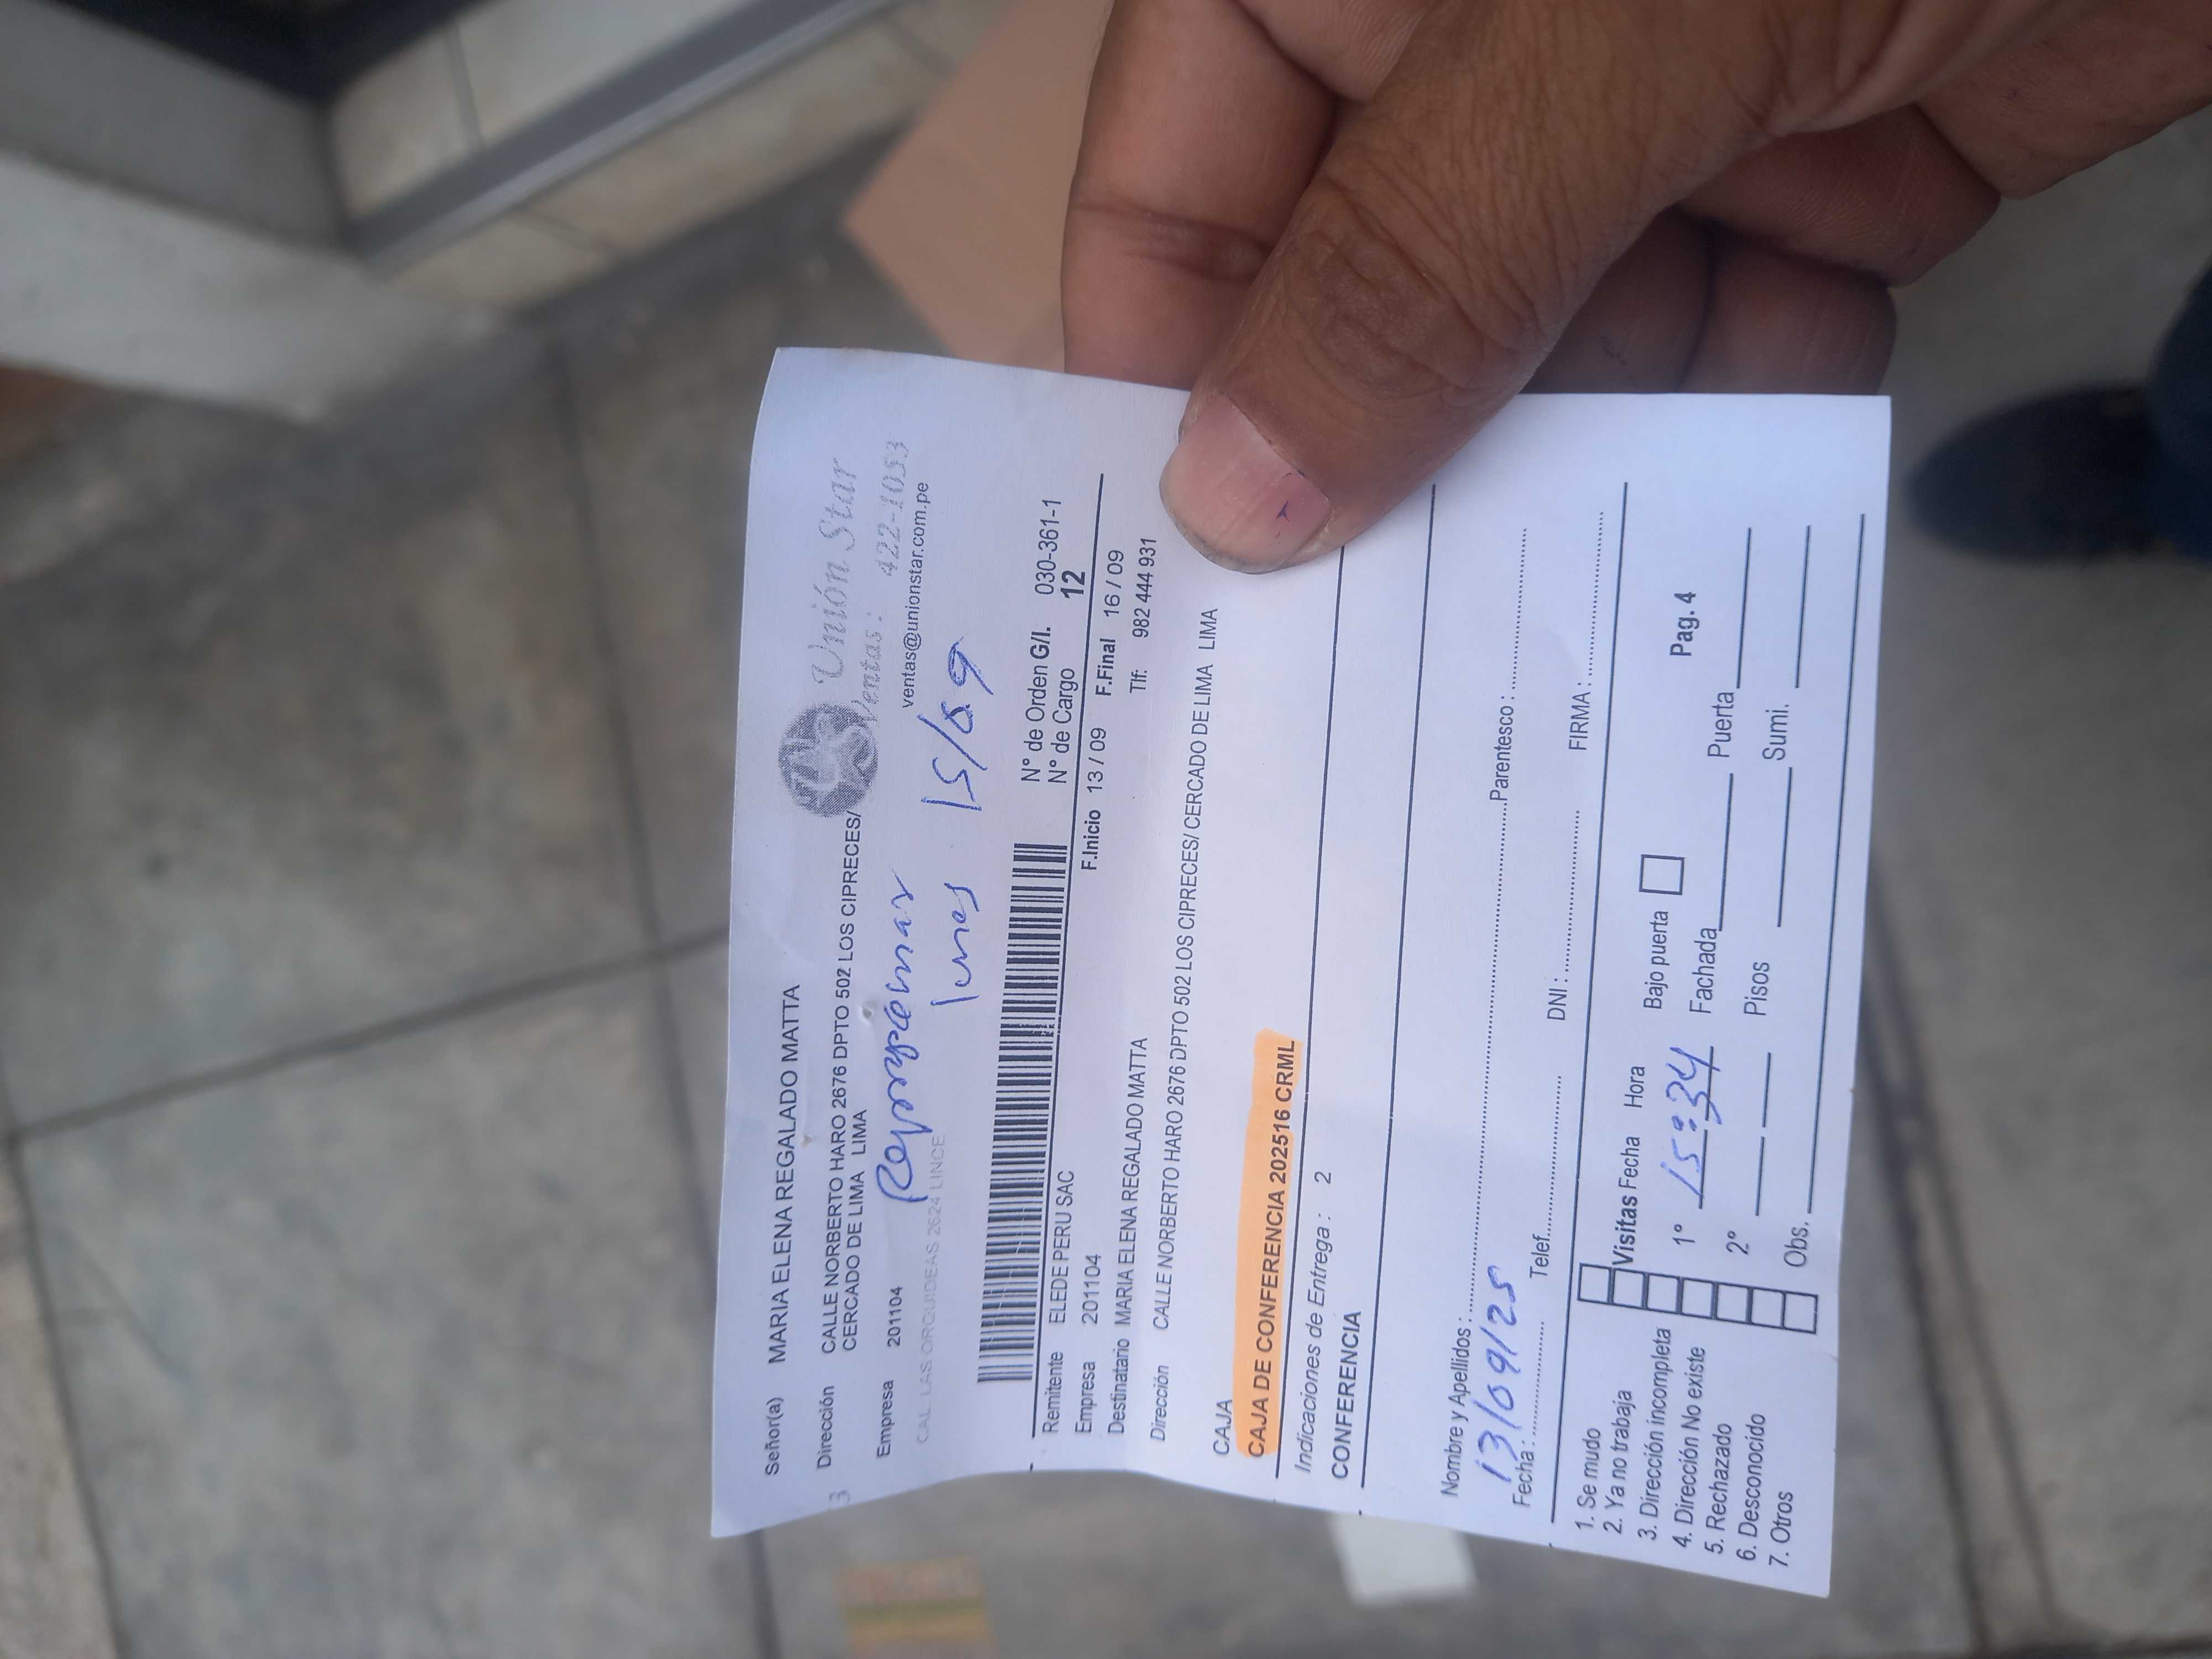 Señor(a) MARIA ELENA REGALADO MATTA
Unión Star
Dirección CALLE NORBERTO HARO 2676 DPTO 502 LOS CIPRECES/
CERCADO DE LIMA LIMA
Ventas: 422-1053
Empresa 201104
ventas@unionstar.com.pe
CAL. LAS ORQUIDEAS 2624 LINCE
Reprogramar
lunes 15/09
N° de Orden G/I. 030-361-1
N° de Cargo 12
Remitente ELEDE PERU SAC
F.Inicio 13 / 09 F.Final 16 / 09
Empresa 201104
Destinatario MARIA ELENA REGALADO MATTA
Tlf: 982 444 931
Dirección CALLE NORBERTO HARO 2676 DPTO 502 LOS CIPRECES/ CERCADO DE LIMA LIMA
CAJA
CAJA DE CONFERENCIA 202516 CRML
Indicaciones de Entrega : 2
CONFERENCIA
Nombre y Apellidos : Parentesco :
Fecha : 13/09/25 Telef. DNI : FIRMA :
1. Se mudo
2. Ya no trabaja
3. Dirección incompleta
4. Dirección No existe
5. Rechazado
6. Desconocido
7. Otros
Visitas Fecha Hora Bajo puerta Pag. 4
1° 15:34 Fachada Puerta
2° Pisos Sumi.
Obs.